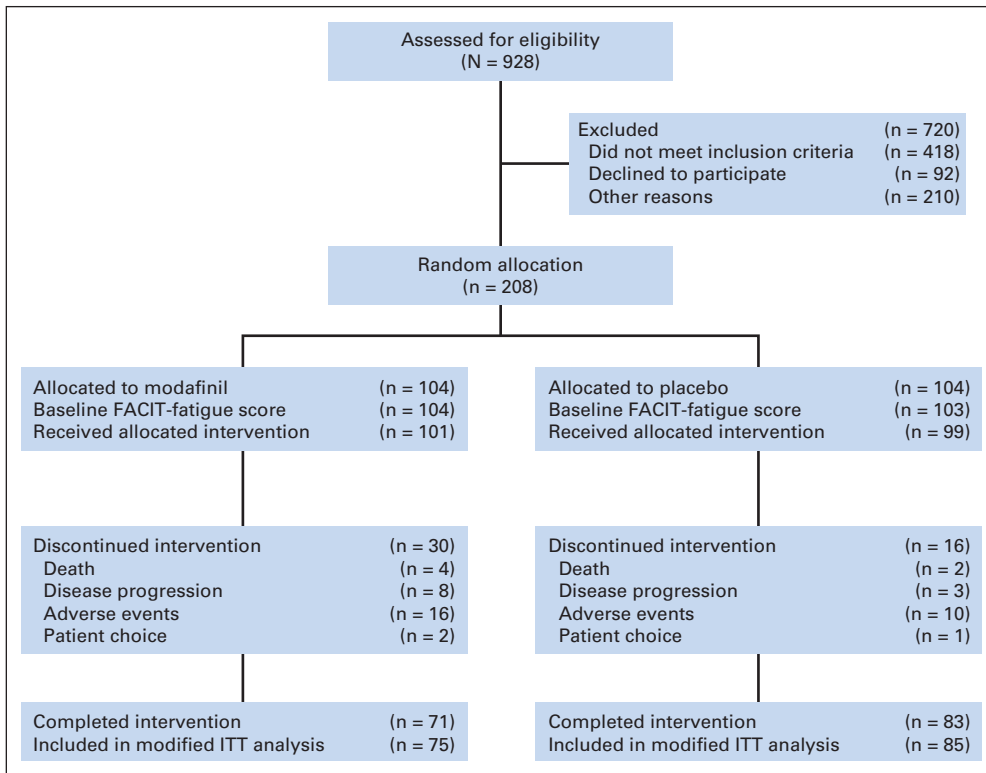 Assessed for eligibility
(N = 928)
Excluded (n = 720)
Did not meet inclusion criteria (n = 418)
Declined to participate (n = 92)
Other reasons (n = 210)
Random allocation
(n = 208)
Allocated to modafinil (n = 104)
Baseline FACIT-fatigue score (n = 104)
Received allocated intervention (n = 101)
Allocated to placebo (n = 104)
Baseline FACIT-fatigue score (n = 103)
Received allocated intervention (n = 99)
Discontinued intervention (n = 30)
Death (n = 4)
Disease progression (n = 8)
Adverse events (n = 16)
Patient choice (n = 2)
Discontinued intervention (n = 16)
Death (n = 2)
Disease progression (n = 3)
Adverse events (n = 10)
Patient choice (n = 1)
Completed intervention (n = 71)
Included in modified ITT analysis (n = 75)
Completed intervention (n = 83)
Included in modified ITT analysis (n = 85)